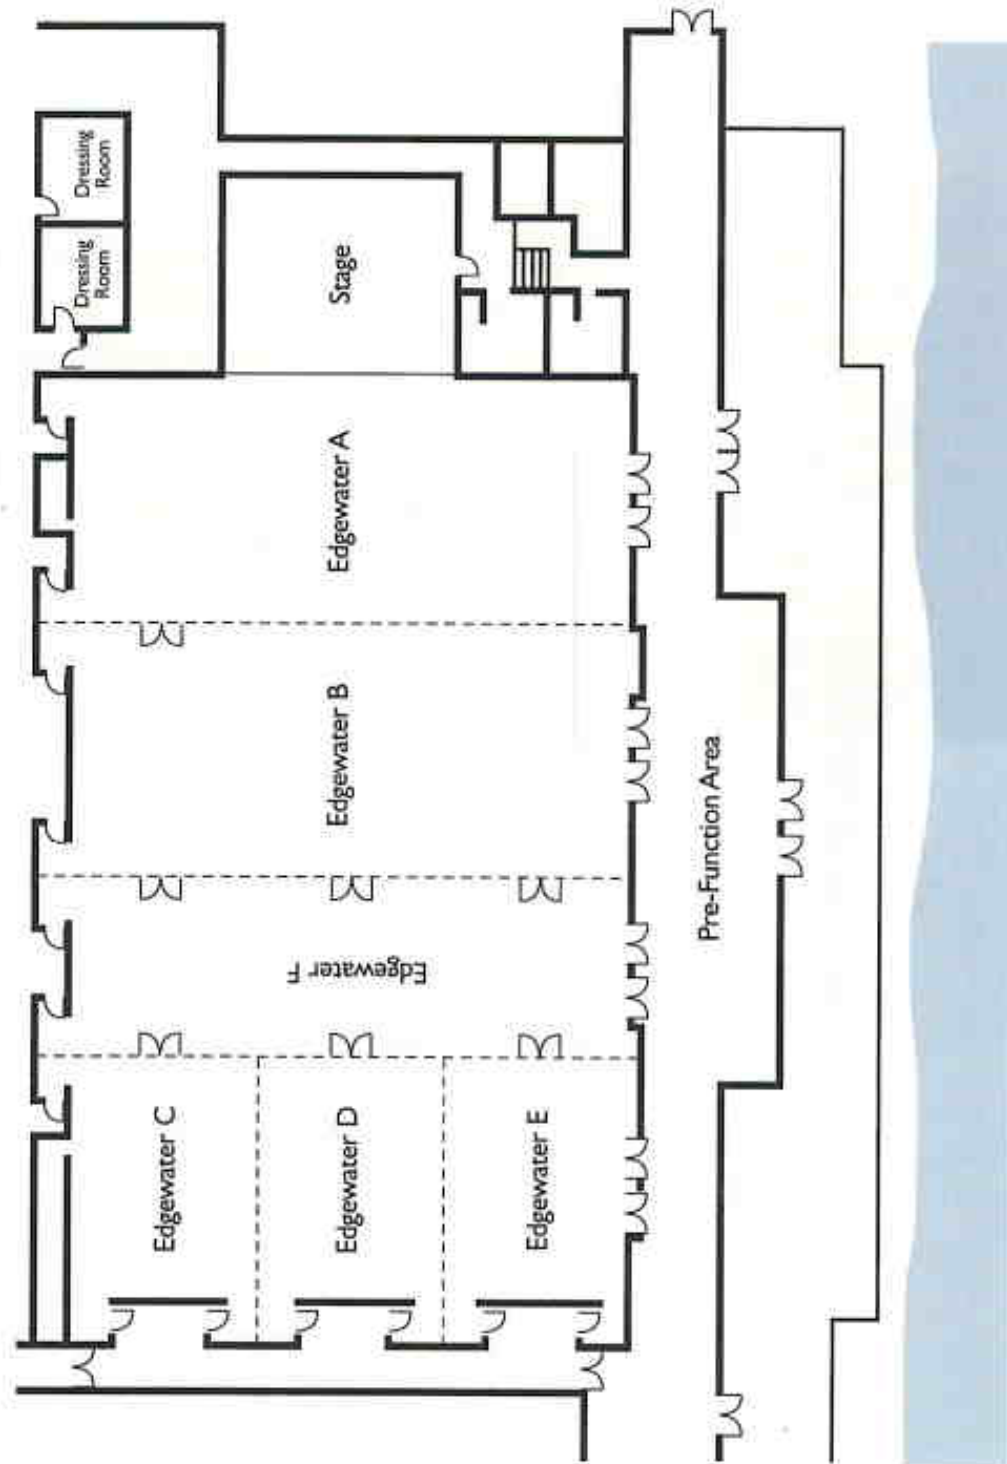 Dressing
Room
Dressing
Room
Stage
Edgewater A
Edgewater B
Edgewater F
Edgewater C
Edgewater D
Edgewater E
Pre-Function Area